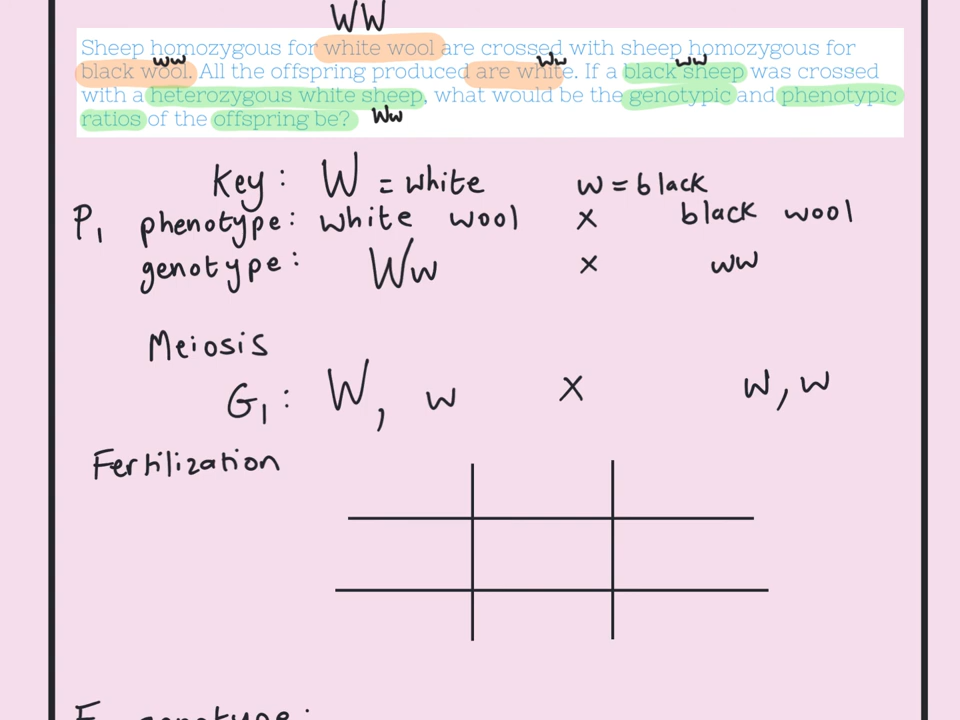 WW
Sheep homozygous for white wool are crossed with sheep homozygous for
ww Ww ww
black wool. All the offspring produced are white. If a black sheep was crossed
with a heterozygous white sheep, what would be the genotypic and phenotypic
ratios of the offspring be? Ww
Key: W = white w = black
P1 phenotype: white wool x black wool
genotype: Ww x ww
Meiosis
G1: W, w x w, w
Fertilization
F genotype: